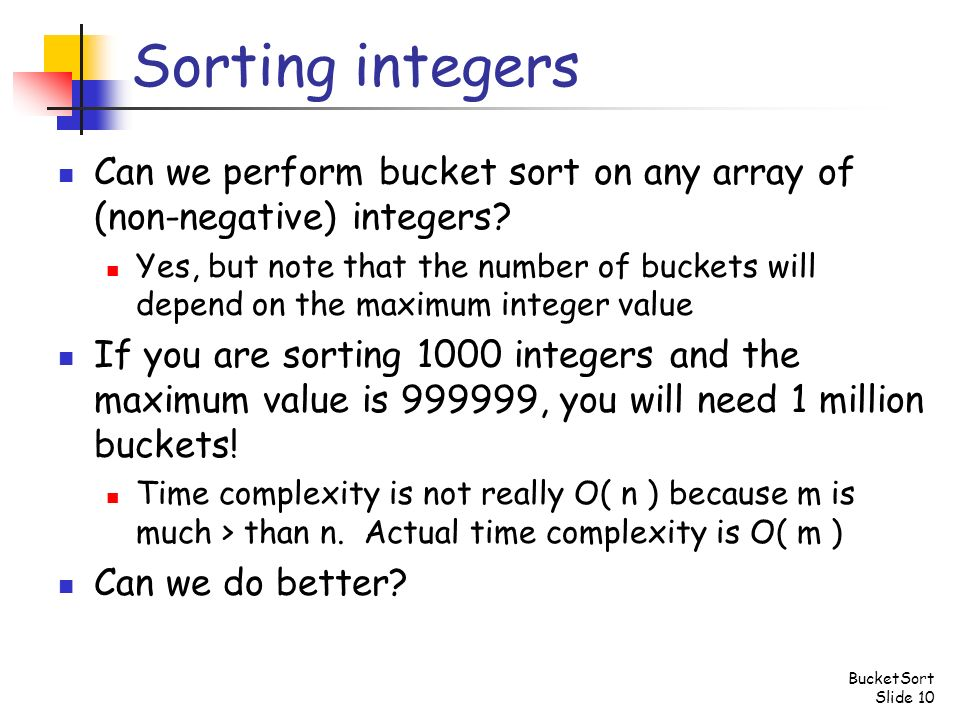 Sorting integers
Can we perform bucket sort on any array of
(non-negative) integers?
Yes, but note that the number of buckets will
depend on the maximum integer value
If you are sorting 1000 integers and the
maximum value is 999999, you will need 1 million
buckets!
Time complexity is not really O( n ) because m is
much > than n. Actual time complexity is O( m )
Can we do better?
BucketSort
Slide 10